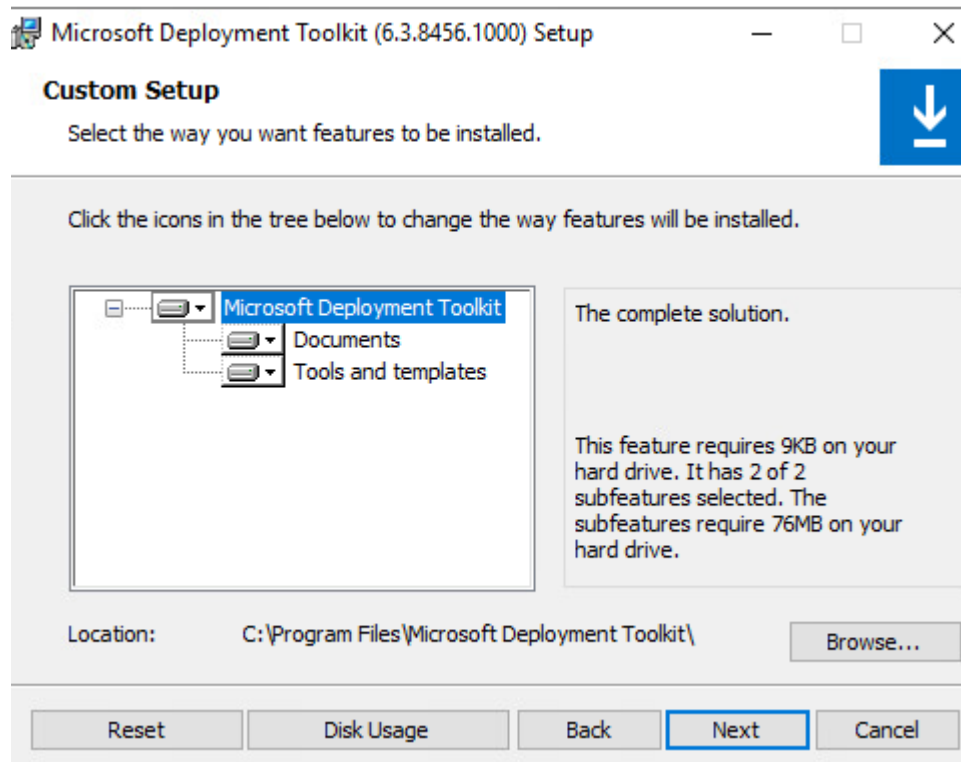 Microsoft Deployment Toolkit (6.3.8456.1000) Setup
Custom Setup
Select the way you want features to be installed.
Click the icons in the tree below to change the way features will be installed.
Microsoft Deployment Toolkit
Documents
Tools and templates
The complete solution.
This feature requires 9KB on your
hard drive. It has 2 of 2
subfeatures selected. The
subfeatures require 76MB on your
hard drive.
Location: C:\Program Files\Microsoft Deployment Toolkit\ Browse...
Reset Disk Usage Back Next Cancel